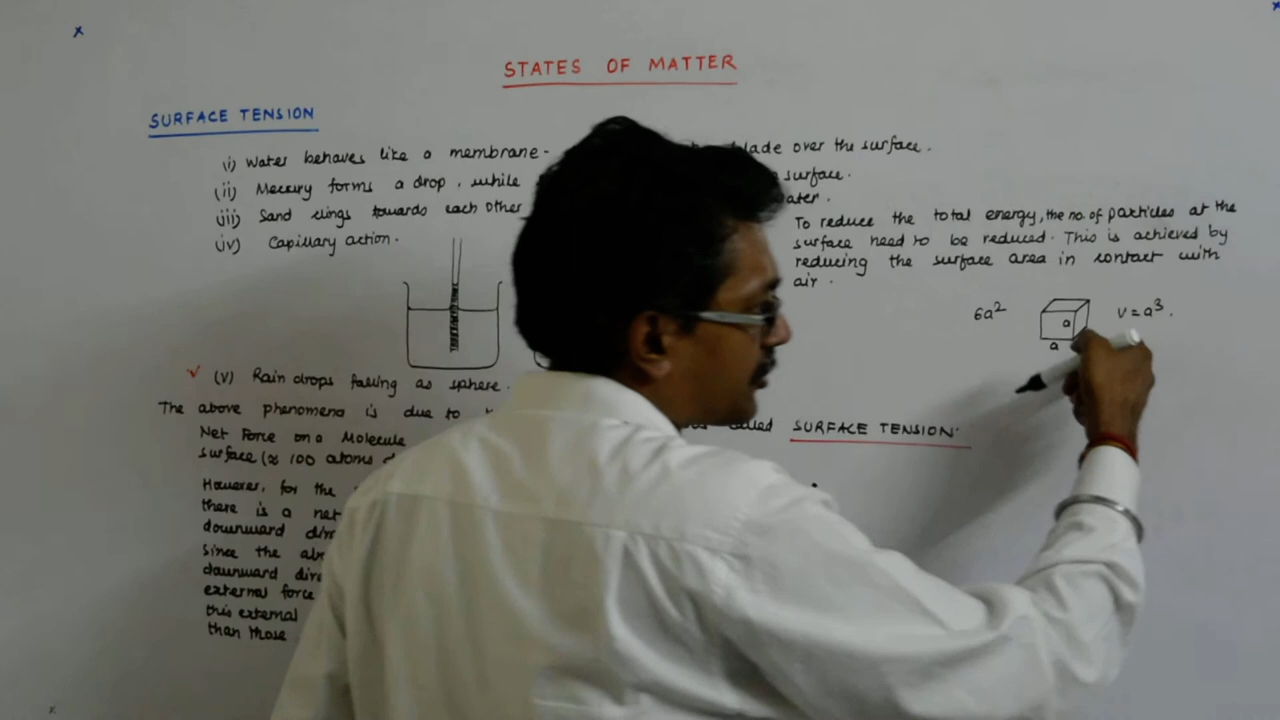 STATES OF MATTER
SURFACE TENSION
(i) Water behaves like a membrane - blade over the surface.
(ii) Mercury forms a drop, while surface.
(iii) Sand clings towards each other
(iv) Capillary action.
To reduce the total energy, the no. of particles at the
surface need to be reduced. This is achieved by
reducing the surface area in contact with
air.
6a² a a V = a³.
✓ (V) Rain drops falling as sphere.
The above phenomena is due to called SURFACE TENSION.
Net Force on a Molecule
surface (≈ 100 atoms
However, for the
there is a net
downward
Since the
downward
external force
this external
than those